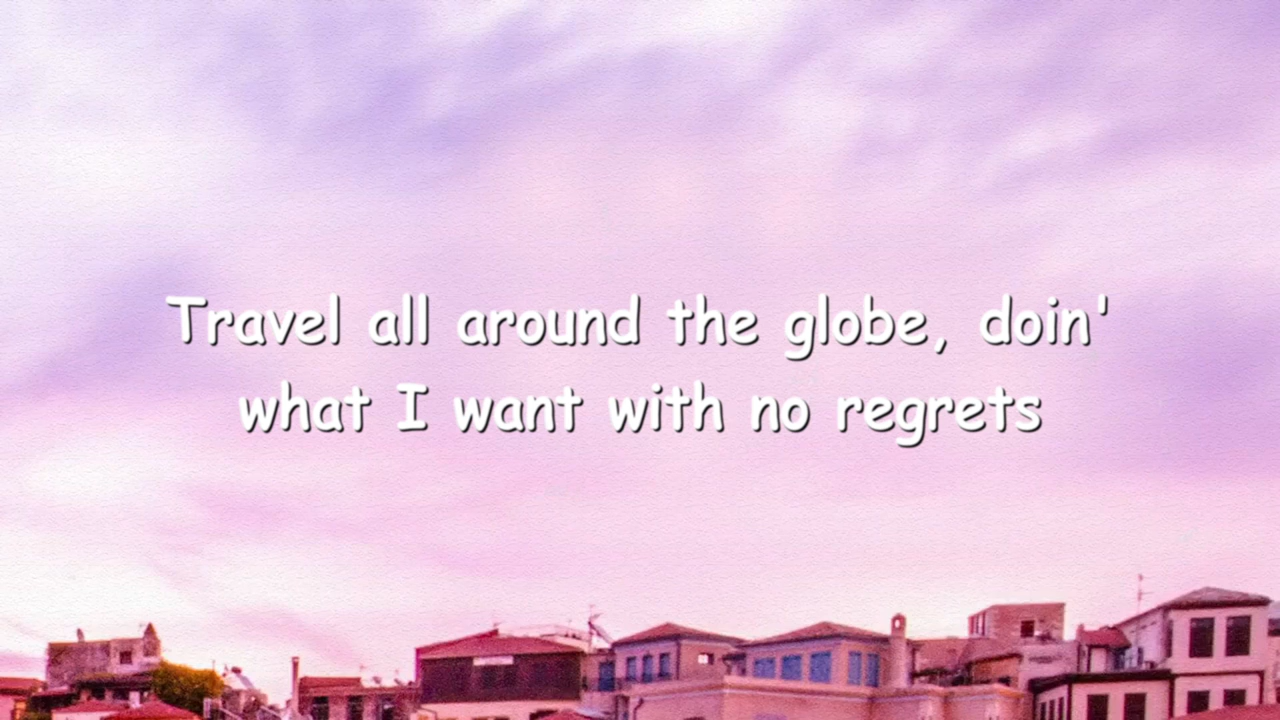 Travel all around the globe, doin'
what I want with no regrets